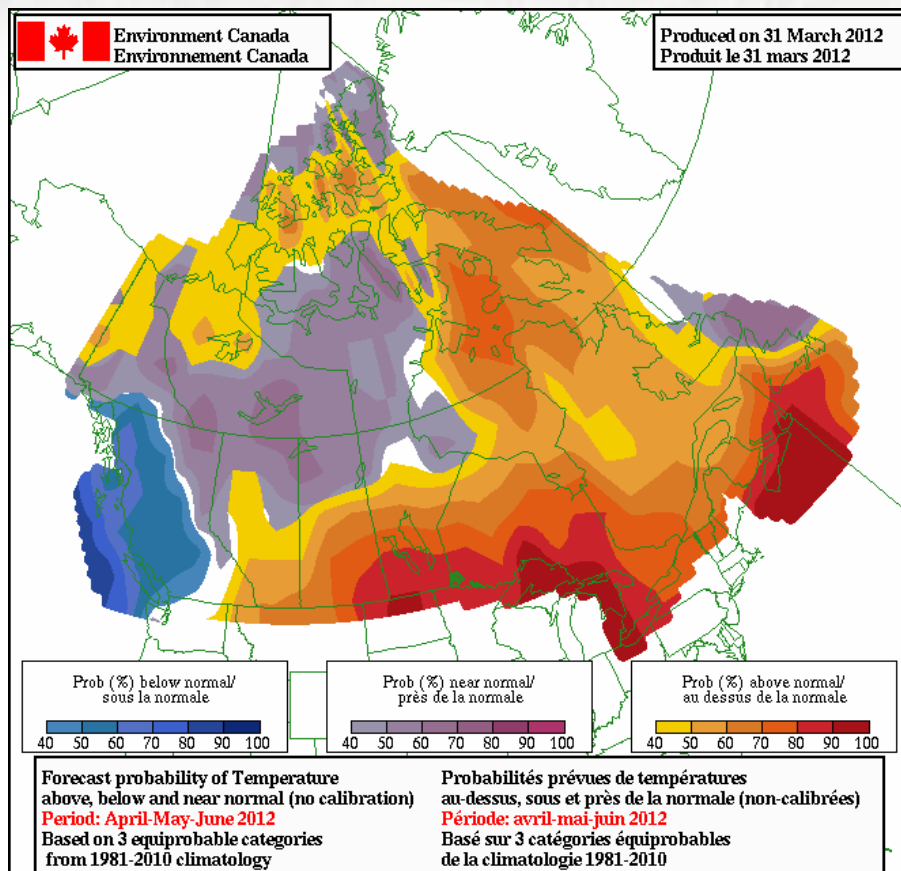 Environment Canada
Environnement Canada
Produced on 31 March 2012
Produit le 31 mars 2012
Prob (%) below normal/
sous la normale
40 50 60 70 80 90 100
Prob (%) near normal/
près de la normale
40 50 60 70 80 90 100
Prob (%) above normal/
au dessus de la normale
40 50 60 70 80 90 100
Forecast probability of Temperature
above, below and near normal (no calibration)
Period: April-May-June 2012
Based on 3 equiprobable categories
from 1981-2010 climatology
Probabilités prévues de températures
au-dessus, sous et près de la normale (non-calibrées)
Période: avril-mai-juin 2012
Basé sur 3 catégories équiprobables
de la climatologie 1981-2010